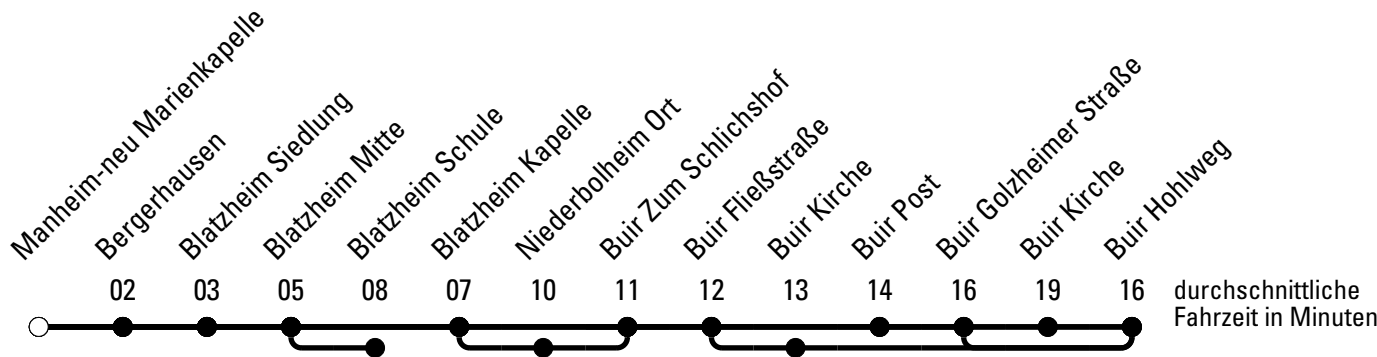 Manheim-neu Marienkapelle
Bergerhausen
Blatzheim Siedlung
Blatzheim Mitte
Blatzheim Schule
Blatzheim Kapelle
Niederbolheim Ort
Buir Zum Schlichshof
Buir Fließstraße
Buir Kirche
Buir Post
Buir Golzheimer Straße
Buir Kirche
Buir Hohlweg
02 03 05 08 07 10 11 12 13 14 16 19 16 durchschnittliche
Fahrzeit in Minuten